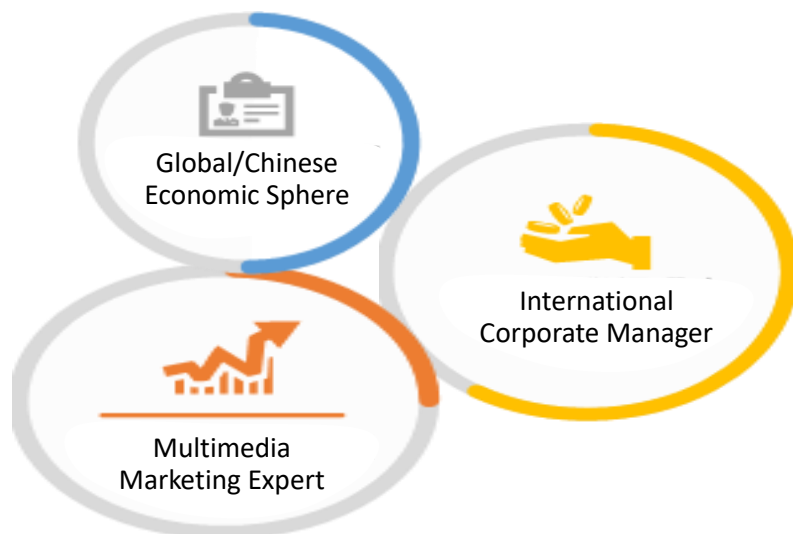 Global/Chinese
Economic Sphere
International
Corporate Manager
Multimedia
Marketing Expert